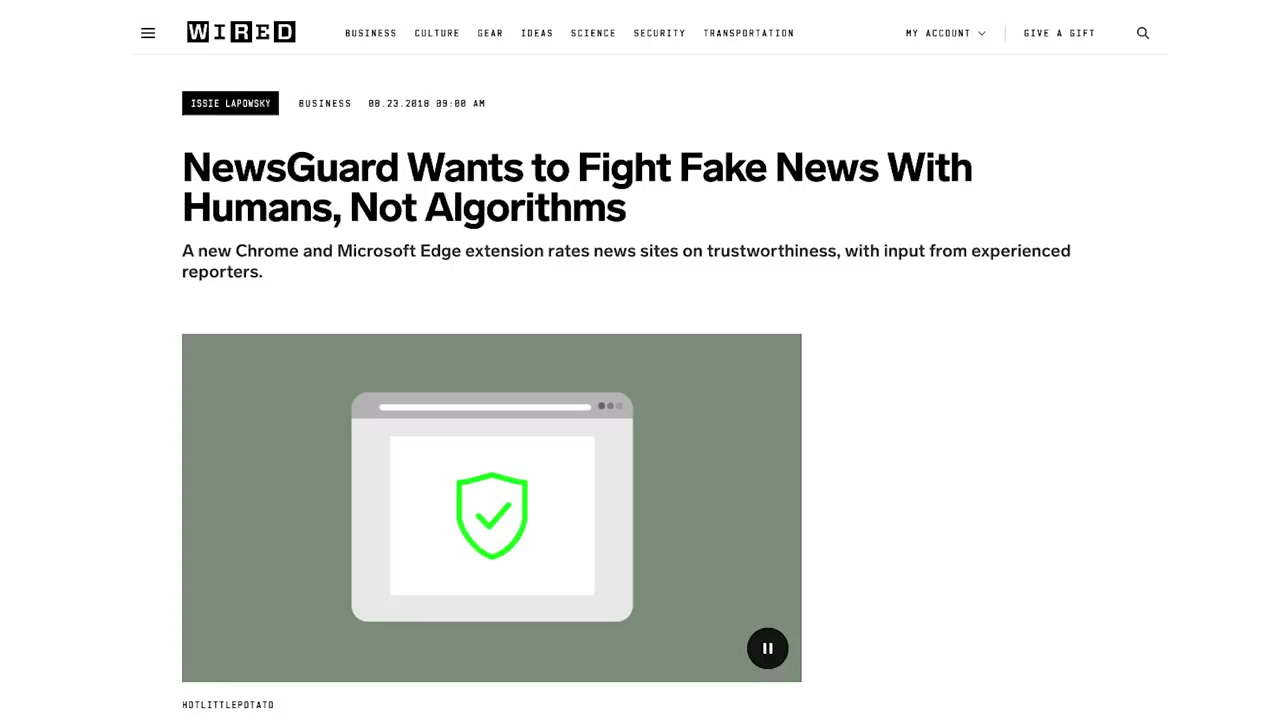 WIRED BUSINESS CULTURE GEAR IDEAS SCIENCE SECURITY TRANSPORTATION MY ACCOUNT GIVE A GIFT
ISSIE LAPOWSKY BUSINESS 08.23.2018 09:00 AM
NewsGuard Wants to Fight Fake News With
Humans, Not Algorithms
A new Chrome and Microsoft Edge extension rates news sites on trustworthiness, with input from experienced
reporters.
HOTLITTLEPOTATO